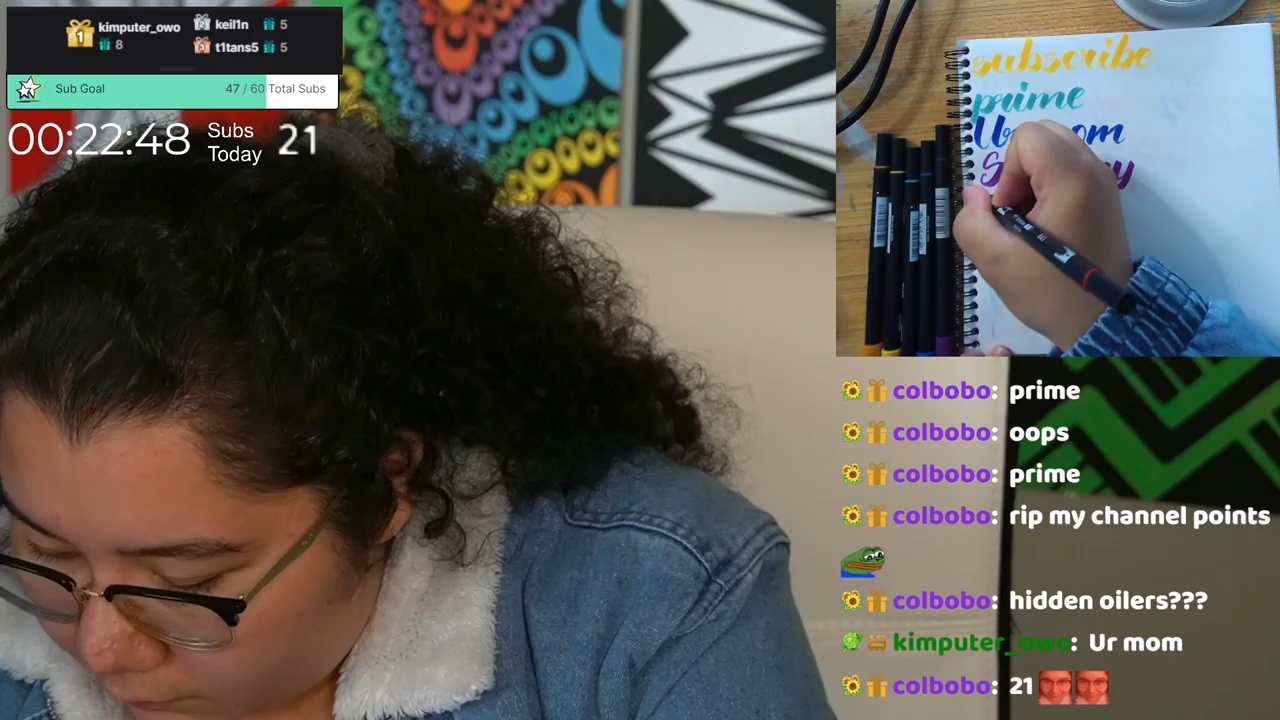 kimputer_owo
8
keil1n 5
t1tans5 5
Sub Goal 47 / 60 Total Subs
00:22:48 Subs Today 21
subscribe
prime
colbobo: prime
colbobo: oops
colbobo: prime
colbobo: rip my channel points
colbobo: hidden oilers???
kimputer_owo: Ur mom
colbobo: 21